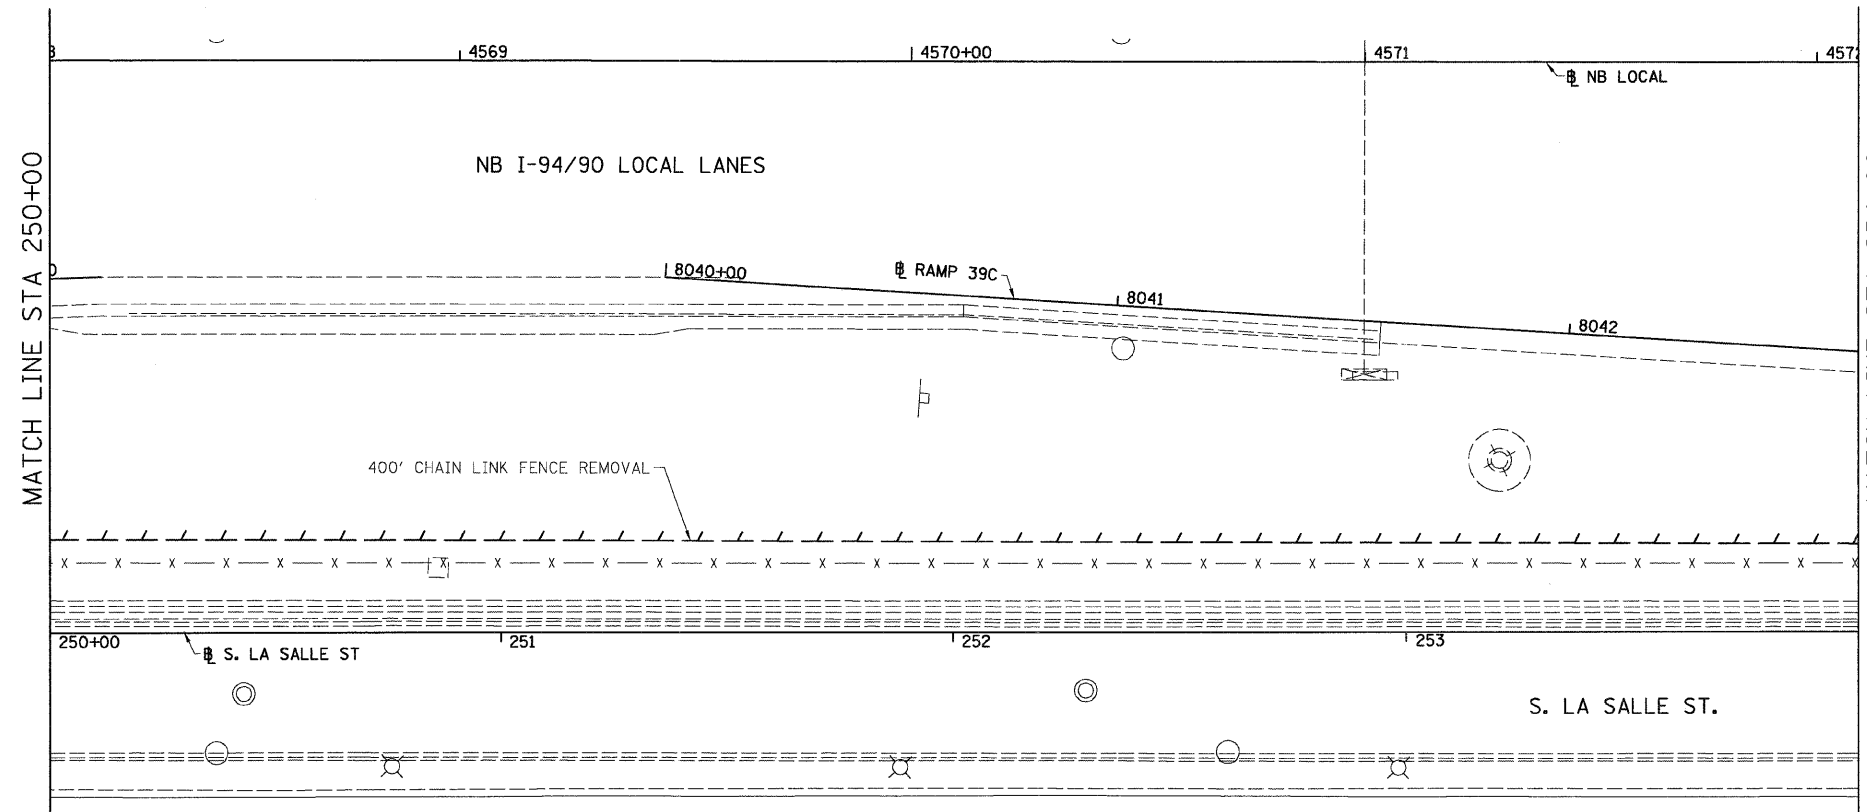 4569
4570+00
4571
℄ NB LOCAL
NB I-94/90 LOCAL LANES
MATCH LINE STA 250+00
8040+00
℄ RAMP 39C
8041
8042
400' CHAIN LINK FENCE REMOVAL
250+00
251
252
253
℄ S. LA SALLE ST
S. LA SALLE ST.